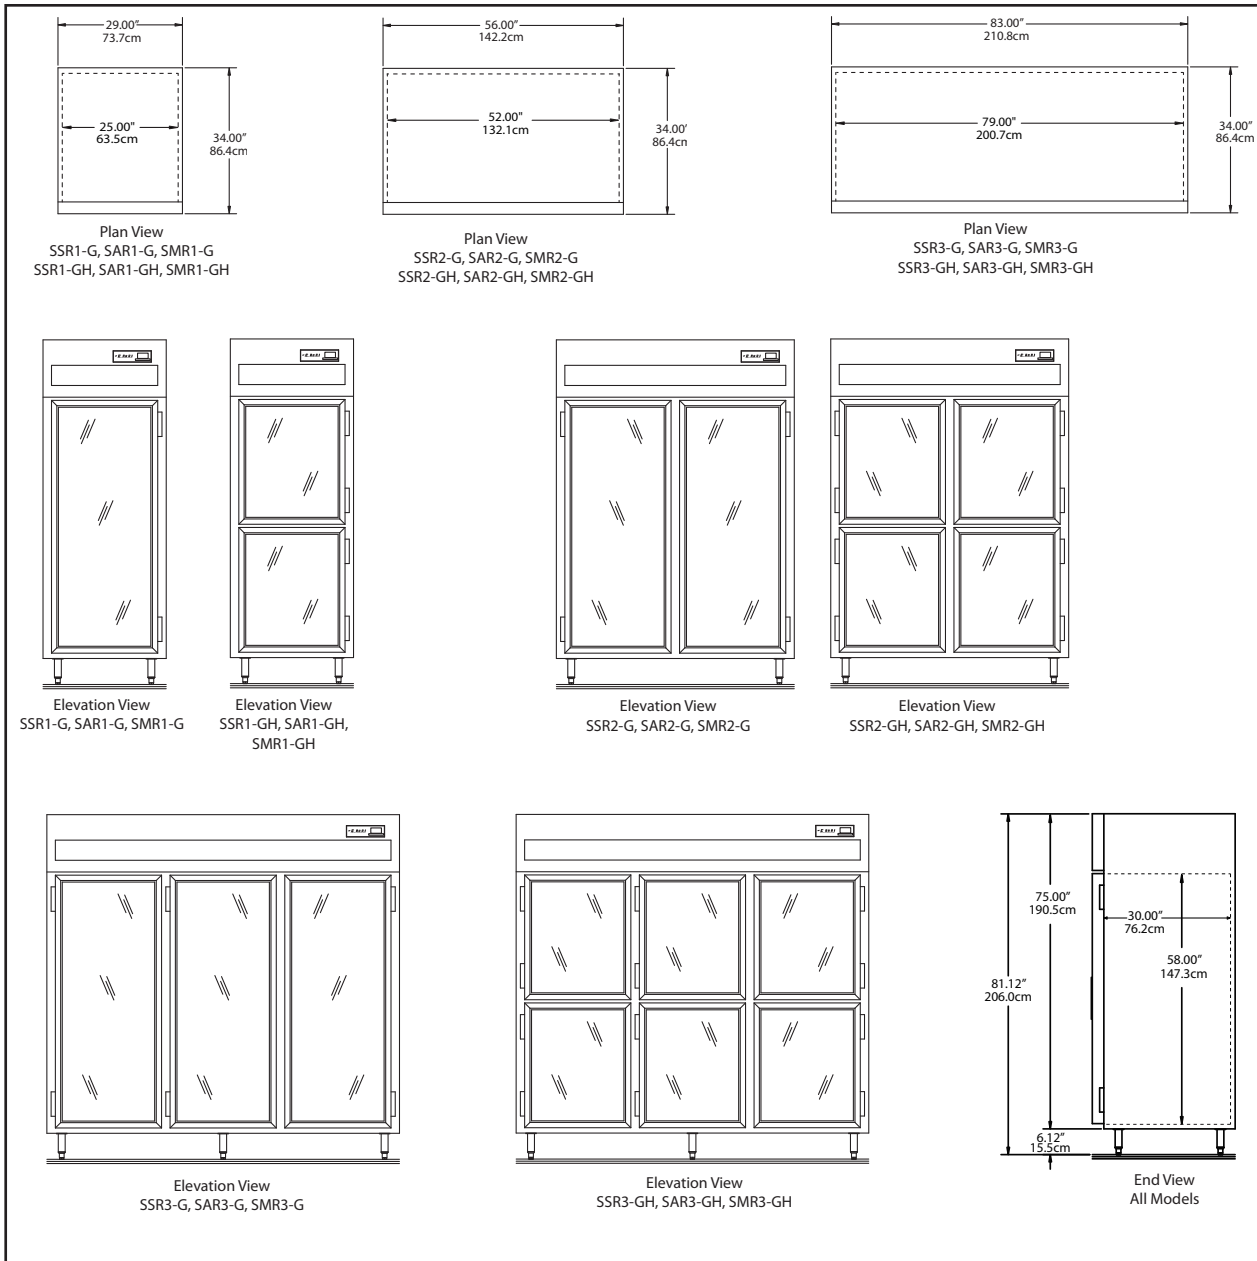 29.00"
73.7cm
56.00"
142.2cm
83.00"
210.8cm
25.00"
63.5cm
34.00"
86.4cm
52.00"
132.1cm
34.00"
86.4cm
79.00"
200.7cm
34.00"
86.4cm
Plan View
SSR1-G, SAR1-G, SMR1-G
SSR1-GH, SAR1-GH, SMR1-GH
Plan View
SSR2-G, SAR2-G, SMR2-G
SSR2-GH, SAR2-GH, SMR2-GH
Plan View
SSR3-G, SAR3-G, SMR3-G
SSR3-GH, SAR3-GH, SMR3-GH
Elevation View
SSR1-G, SAR1-G, SMR1-G
Elevation View
SSR1-GH, SAR1-GH,
SMR1-GH
Elevation View
SSR2-G, SAR2-G, SMR2-G
Elevation View
SSR2-GH, SAR2-GH, SMR2-GH
75.00"
190.5cm
30.00"
76.2cm
58.00"
147.3cm
81.12"
206.0cm
6.12"
15.5cm
Elevation View
SSR3-G, SAR3-G, SMR3-G
Elevation View
SSR3-GH, SAR3-GH, SMR3-GH
End View
All Models